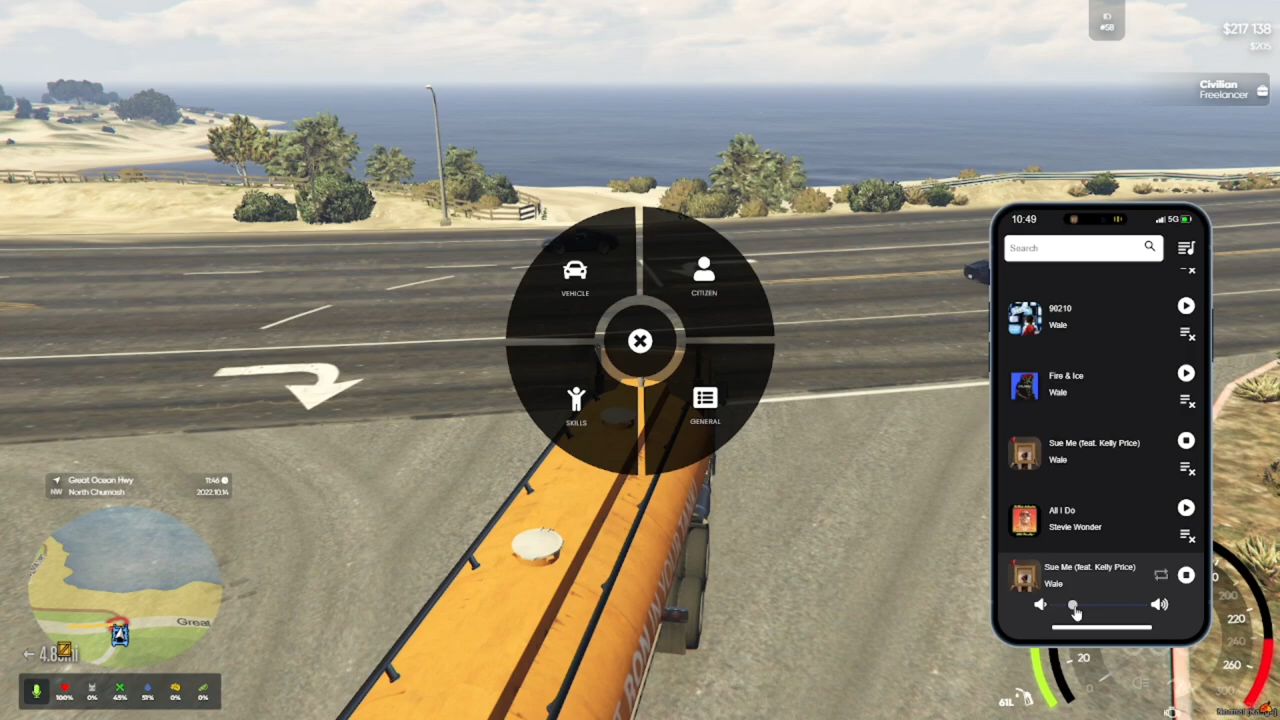 ID
#58
$217 138
$205
Civilian
Freelancer
VEHICLE
CITIZEN
SKILLS
GENERAL
10:49
5G
Search
90210
Wale
Fire & Ice
Wale
Sue Me (feat. Kelly Price)
Wale
All I Do
Stevie Wonder
Sue Me (feat. Kelly Price)
Wale
Great Ocean Hwy
11:46
NW
North Chumash
2022.10.14
Great
100%
0%
45%
51%
0%
0%
0
20
200
220
240
260
300
61L